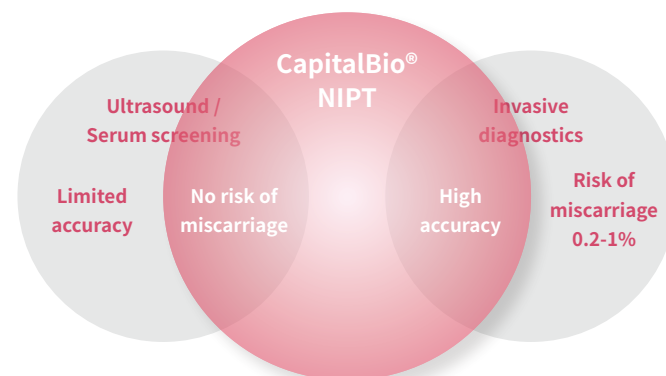 CapitalBio®
NIPT
Ultrasound /
Serum screening
Invasive
diagnostics
Limited
accuracy
No risk of
miscarriage
High
accuracy
Risk of
miscarriage
0.2-1%